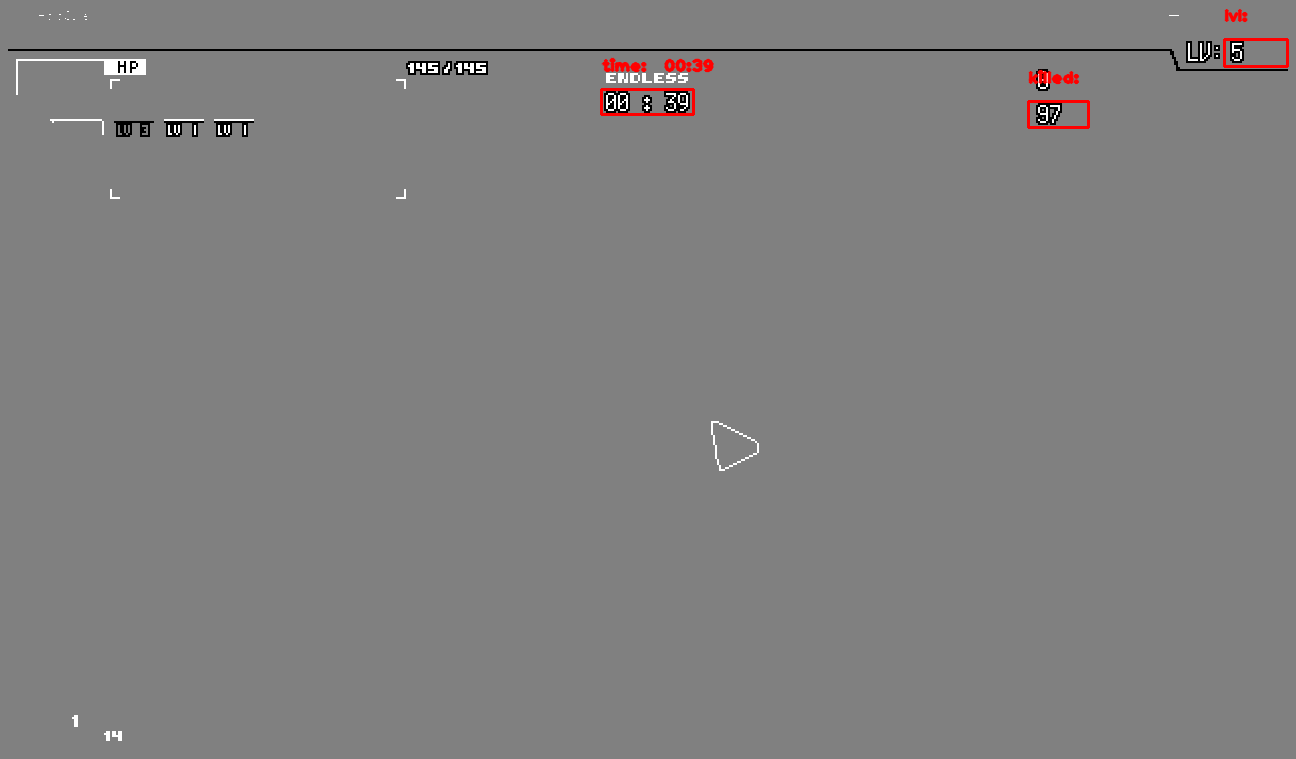 lvl:
LV: 5
HP
145/145
time: 00:39
ENDLESS
00 : 39
killed:
0
97
LV 3 LV 1 LV 1
1
14